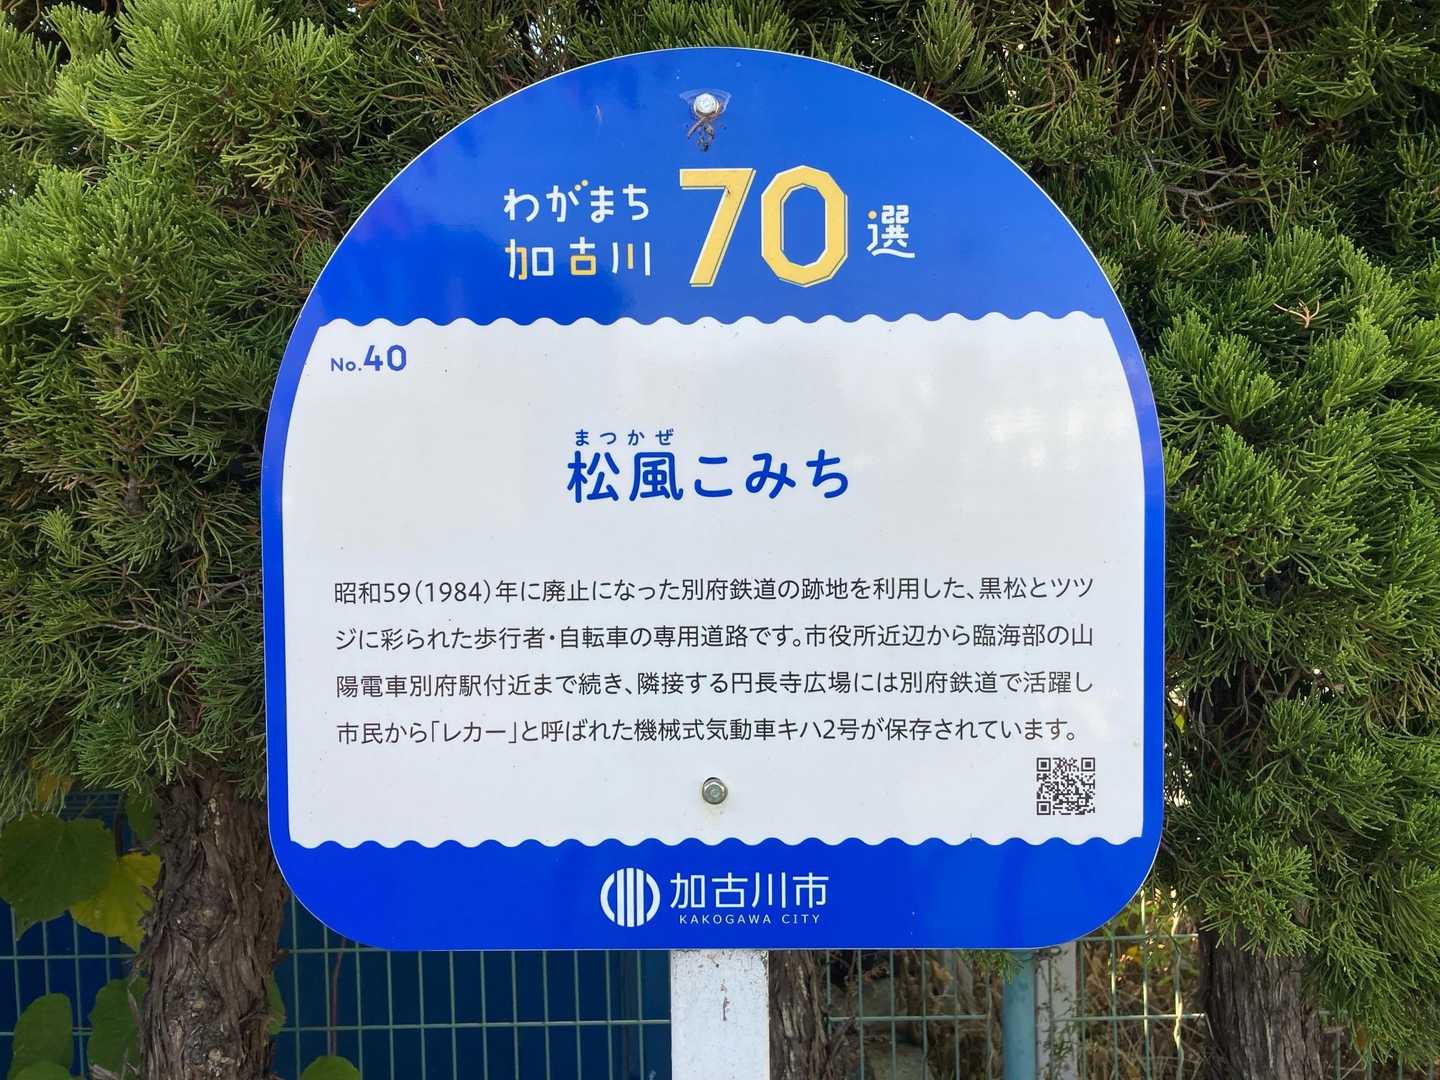 わがまち
加古川
70選
No.40
まつかぜ
松風こみち
昭和59(1984)年に廃止になった別府鉄道の跡地を利用した、黒松とツツ
ジに彩られた歩行者・自転車の専用道路です。市役所近辺から臨海部の山
陽電車別府駅付近まで続き、隣接する円長寺広場には別府鉄道で活躍し
市民から「レカー」と呼ばれた機械式気動車キハ2号が保存されています。
加古川市
KAKOGAWA CITY